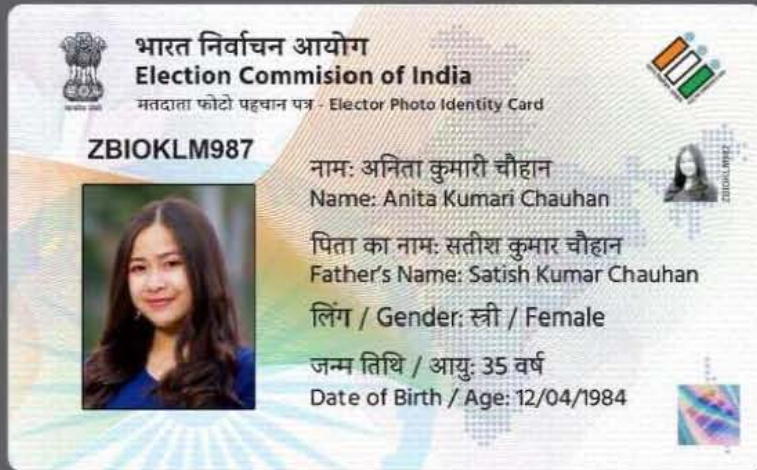 भारत निर्वाचन आयोग
Election Commision of India
मतदाता फोटो पहचान पत्र - Elector Photo Identity Card
ZBIOKLM987
नाम: अनिता कुमारी चौहान
Name: Anita Kumari Chauhan
पिता का नाम: सतीश कुमार चौहान
Father's Name: Satish Kumar Chauhan
लिंग / Gender: स्त्री / Female
जन्म तिथि / आयु: 35 वर्ष
Date of Birth / Age: 12/04/1984